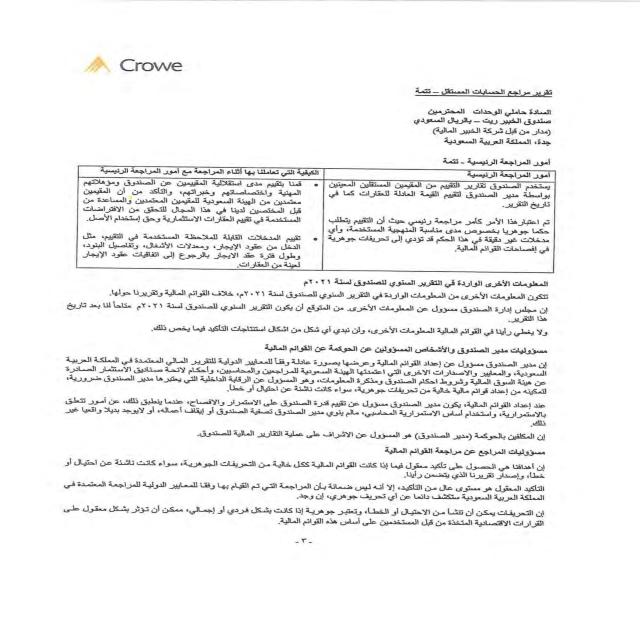 Crowe
تقرير مراجع الحسابات المستقل – تتمة
السادة حاملي الوحدات المحترمين
صندوق الخبير ريت – بالريال السعودي
(مدار من قبل شركة الخبير المالية)
جدة، المملكة العربية السعودية
أمور المراجعة الرئيسية - تتمة
أمور المراجعة الرئيسية
الكيفية التي تعاملنا بها أثناء المراجعة مع أمور المراجعة الرئيسية
يستخدم الصندوق تقارير التقييم من المقيمين المستقلين المعينين
بواسطة مدير الصندوق لتقييم القيمة العادلة للعقارات كما في
تاريخ التقرير.
تم اعتبار هذا الأمر كأمر مراجعة رئيسي حيث أن التقييم يتطلب
حكما جوهريا بخصوص مدى مناسبة المنهجية المستخدمة، وأي
مدخلات غير دقيقة في هذا الحكم قد تؤدي إلى تحريفات جوهرية
في إفصاحات القوائم المالية.
• قمنا بتقييم مدى استقلالية المقيمين عن الصندوق ومؤهلاتهم
المهنية واختصاصاتهم وخبراتهم، والتأكد من أن المقيمين
معتمدين من الهيئة السعودية للمقيمين المعتمدين والمساعدة من
قبل المختصين لدينا في هذا المجال للتحقق من الافتراضات
المستخدمة في تقييم العقارات الاستثمارية وحق إستخدام الأصل.
• تقييم المدخلات القابلة للملاحظة المستخدمة في التقييم، مثل
الدخل من عقود الإيجار، ومعدلات الأشغال، وتفاصيل البنود،
وطول فترة عقد الايجار بالرجوع إلى اتفاقيات عقود الإيجار
لعينة من العقارات.
المعلومات الأخرى الواردة في التقرير السنوي للصندوق لسنة ٢٠٢١م
تتكون المعلومات الأخرى من المعلومات الواردة في التقرير السنوي للصندوق لسنة ٢٠٢١م، خلاف القوائم المالية وتقريرنا حولها.
إن مجلس إدارة الصندوق مسؤول عن المعلومات الأخرى. من المتوقع أن يكون التقرير السنوي للصندوق لسنة ٢٠٢١م متاحاً لنا بعد تاريخ
هذا التقرير.
ولا يغطي رأينا في القوائم المالية المعلومات الأخرى، ولن نبدي أي شكل من اشكال استنتاجات التأكيد فيما يخص ذلك.
مسؤوليات مدير الصندوق والأشخاص المسؤولين عن الحوكمة عن القوائم المالية
إن مدير الصندوق مسؤول عن إعداد القوائم المالية وعرضها بصورة عادلة وفقاً للمعايير الدولية للتقرير المالي المعتمدة في المملكة العربية
السعودية، والمعايير والاصدارات الأخرى التي اعتمدتها الهيئة السعودية للمراجعين والمحاسبين، وأحكام لائحة صناديق الاستثمار الصادرة
عن هيئة السوق المالية وشروط احكام الصندوق ومذكرة المعلومات، وهو المسؤول عن الرقابة الداخلية التي يعتبرها مدير الصندوق ضرورية،
لتمكينه من إعداد قوائم مالية خالية من تحريفات جوهرية، سواء كانت ناشئة عن احتيال أو خطأ.
عند إعداد القوائم المالية، يكون مدير الصندوق مسؤول عن تقييم قدرة الصندوق على الاستمرار والافصاح، عندما ينطبق ذلك، عن أمور تتعلق
بالاستمرارية، واستخدام أساس الاستمرارية المحاسبي، مالم ينوي مدير الصندوق تصفية الصندوق أو إيقاف أعماله، أو لايوجد بديلا واقعيا غير
ذلك.
إن المكلفين بالحوكمة (مدير الصندوق) هو المسؤول عن الاشراف على عملية التقارير المالية للصندوق.
مسؤوليات المراجع عن مراجعة القوائم المالية
إن أهدافنا هي الحصول على تأكيد معقول فيما إذا كانت القوائم المالية ككل خالية من التحريفات الجوهرية، سواء كانت ناشئة عن احتيال أو
خطأ، وإصدار تقريرنا الذي يتضمن رأينا.
التأكيد المعقول هو مستوى عال من التأكيد، إلا أنه ليس ضمانة بأن المراجعة التي تم القيام بها وفقا للمعايير الدولية للمراجعة المعتمدة في
المملكة العربية السعودية ستكشف دائما عن أي تحريف جوهري، إن وجد.
إن التحريفات يمكن أن تنشأ من الاحتيال أو الخطأ، وتعتبر جوهرية إذا كانت بشكل فردي أو إجمالي، ممكن أن تؤثر بشكل معقول على
القرارات الاقتصادية المتخذة من قبل المستخدمين على أساس هذه القوائم المالية.
- ٣ -